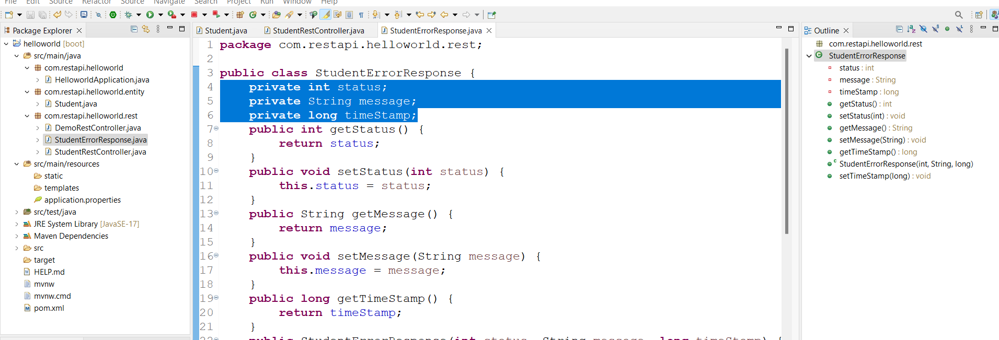 File Edit Source Refactor Source Navigate Search Project Run Window Help
Package Explorer
helloworld [boot]
src/main/java
com.restapi.helloworld
HelloworldApplication.java
com.restapi.helloworld.entity
Student.java
com.restapi.helloworld.rest
DemoRestController.java
StudentErrorResponse.java
StudentRestController.java
src/main/resources
static
templates
application.properties
src/test/java
JRE System Library [JavaSE-17]
Maven Dependencies
src
target
HELP.md
mvnw
mvnw.cmd
pom.xml
Student.java StudentRestController.java StudentErrorResponse.java
1 package com.restapi.helloworld.rest;
2
3 public class StudentErrorResponse {
4 private int status;
5 private String message;
6 private long timeStamp;
7 public int getStatus() {
8 return status;
9 }
10 public void setStatus(int status) {
11 this.status = status;
12 }
13 public String getMessage() {
14 return message;
15 }
16 public void setMessage(String message) {
17 this.message = message;
18 }
19 public long getTimeStamp() {
20 return timeStamp;
21 }
22 public StudentErrorResponse(int status, String message, long timeStamp) {
Outline
com.restapi.helloworld.rest
StudentErrorResponse
status : int
message : String
timeStamp : long
getStatus() : int
setStatus(int) : void
getMessage() : String
setMessage(String) : void
getTimeStamp() : long
StudentErrorResponse(int, String, long)
setTimeStamp(long) : void